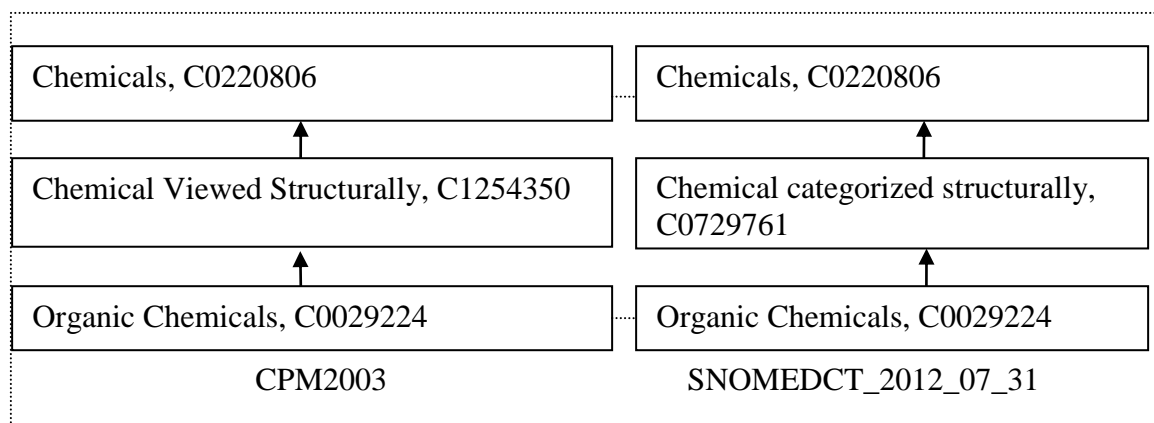 Chemicals, C0220806
Chemicals, C0220806
Chemical Viewed Structurally, C1254350
Chemical categorized structurally,
C0729761
Organic Chemicals, C0029224
Organic Chemicals, C0029224
CPM2003
SNOMEDCT_2012_07_31